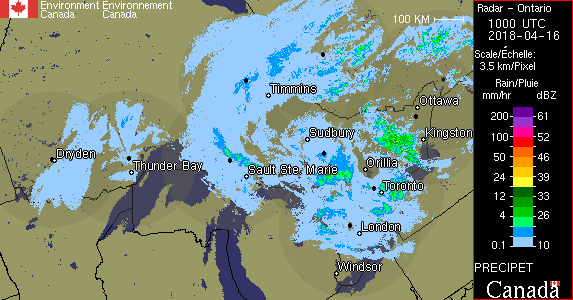 Environment Environnement
Canada Canada
100 KM
Timmins
Ottawa
Sudbury
Kingston
Dryden
Thunder Bay
Sault Ste. Marie
Orillia
Toronto
London
Windsor
Radar - Ontario
1000 UTC
2018-04-16
Scale/Échelle:
3.5 km/Pixel
Rain/Pluie
mm/hr dBZ
200 61
100 52
50 46
24 39
12 33
4 26
0.1 10
PRECIPET
Canada